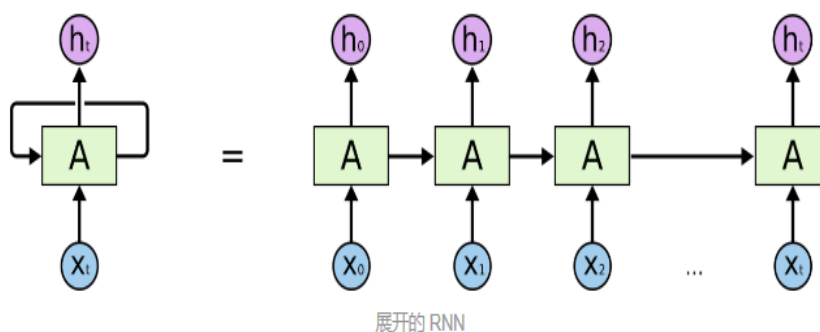 hₜ h₀ h₁ h₂ hₜ
A = A A A A
xₜ x₀ x₁ x₂ ... xₜ
展开的 RNN